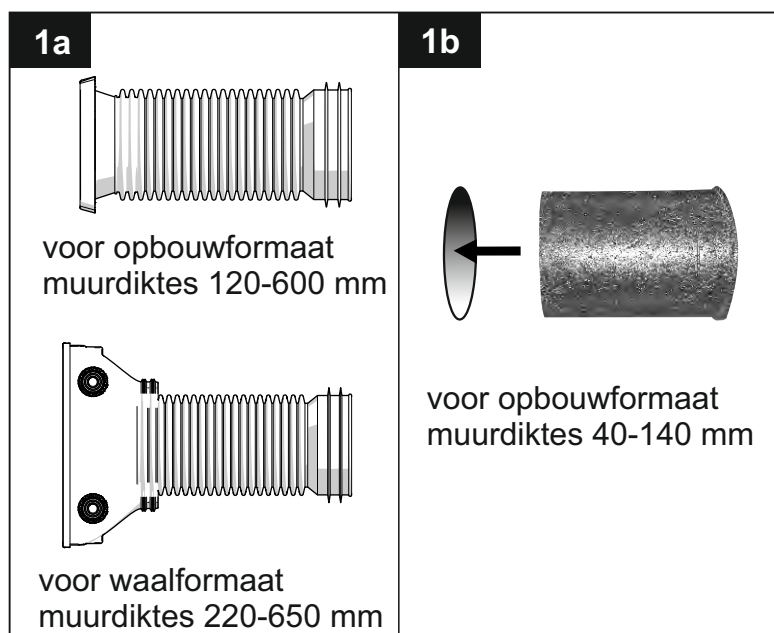 1a
voor opbouwformaat
muurdiktes 120-600 mm
voor waalformaat
muurdiktes 220-650 mm
1b
voor opbouwformaat
muurdiktes 40-140 mm